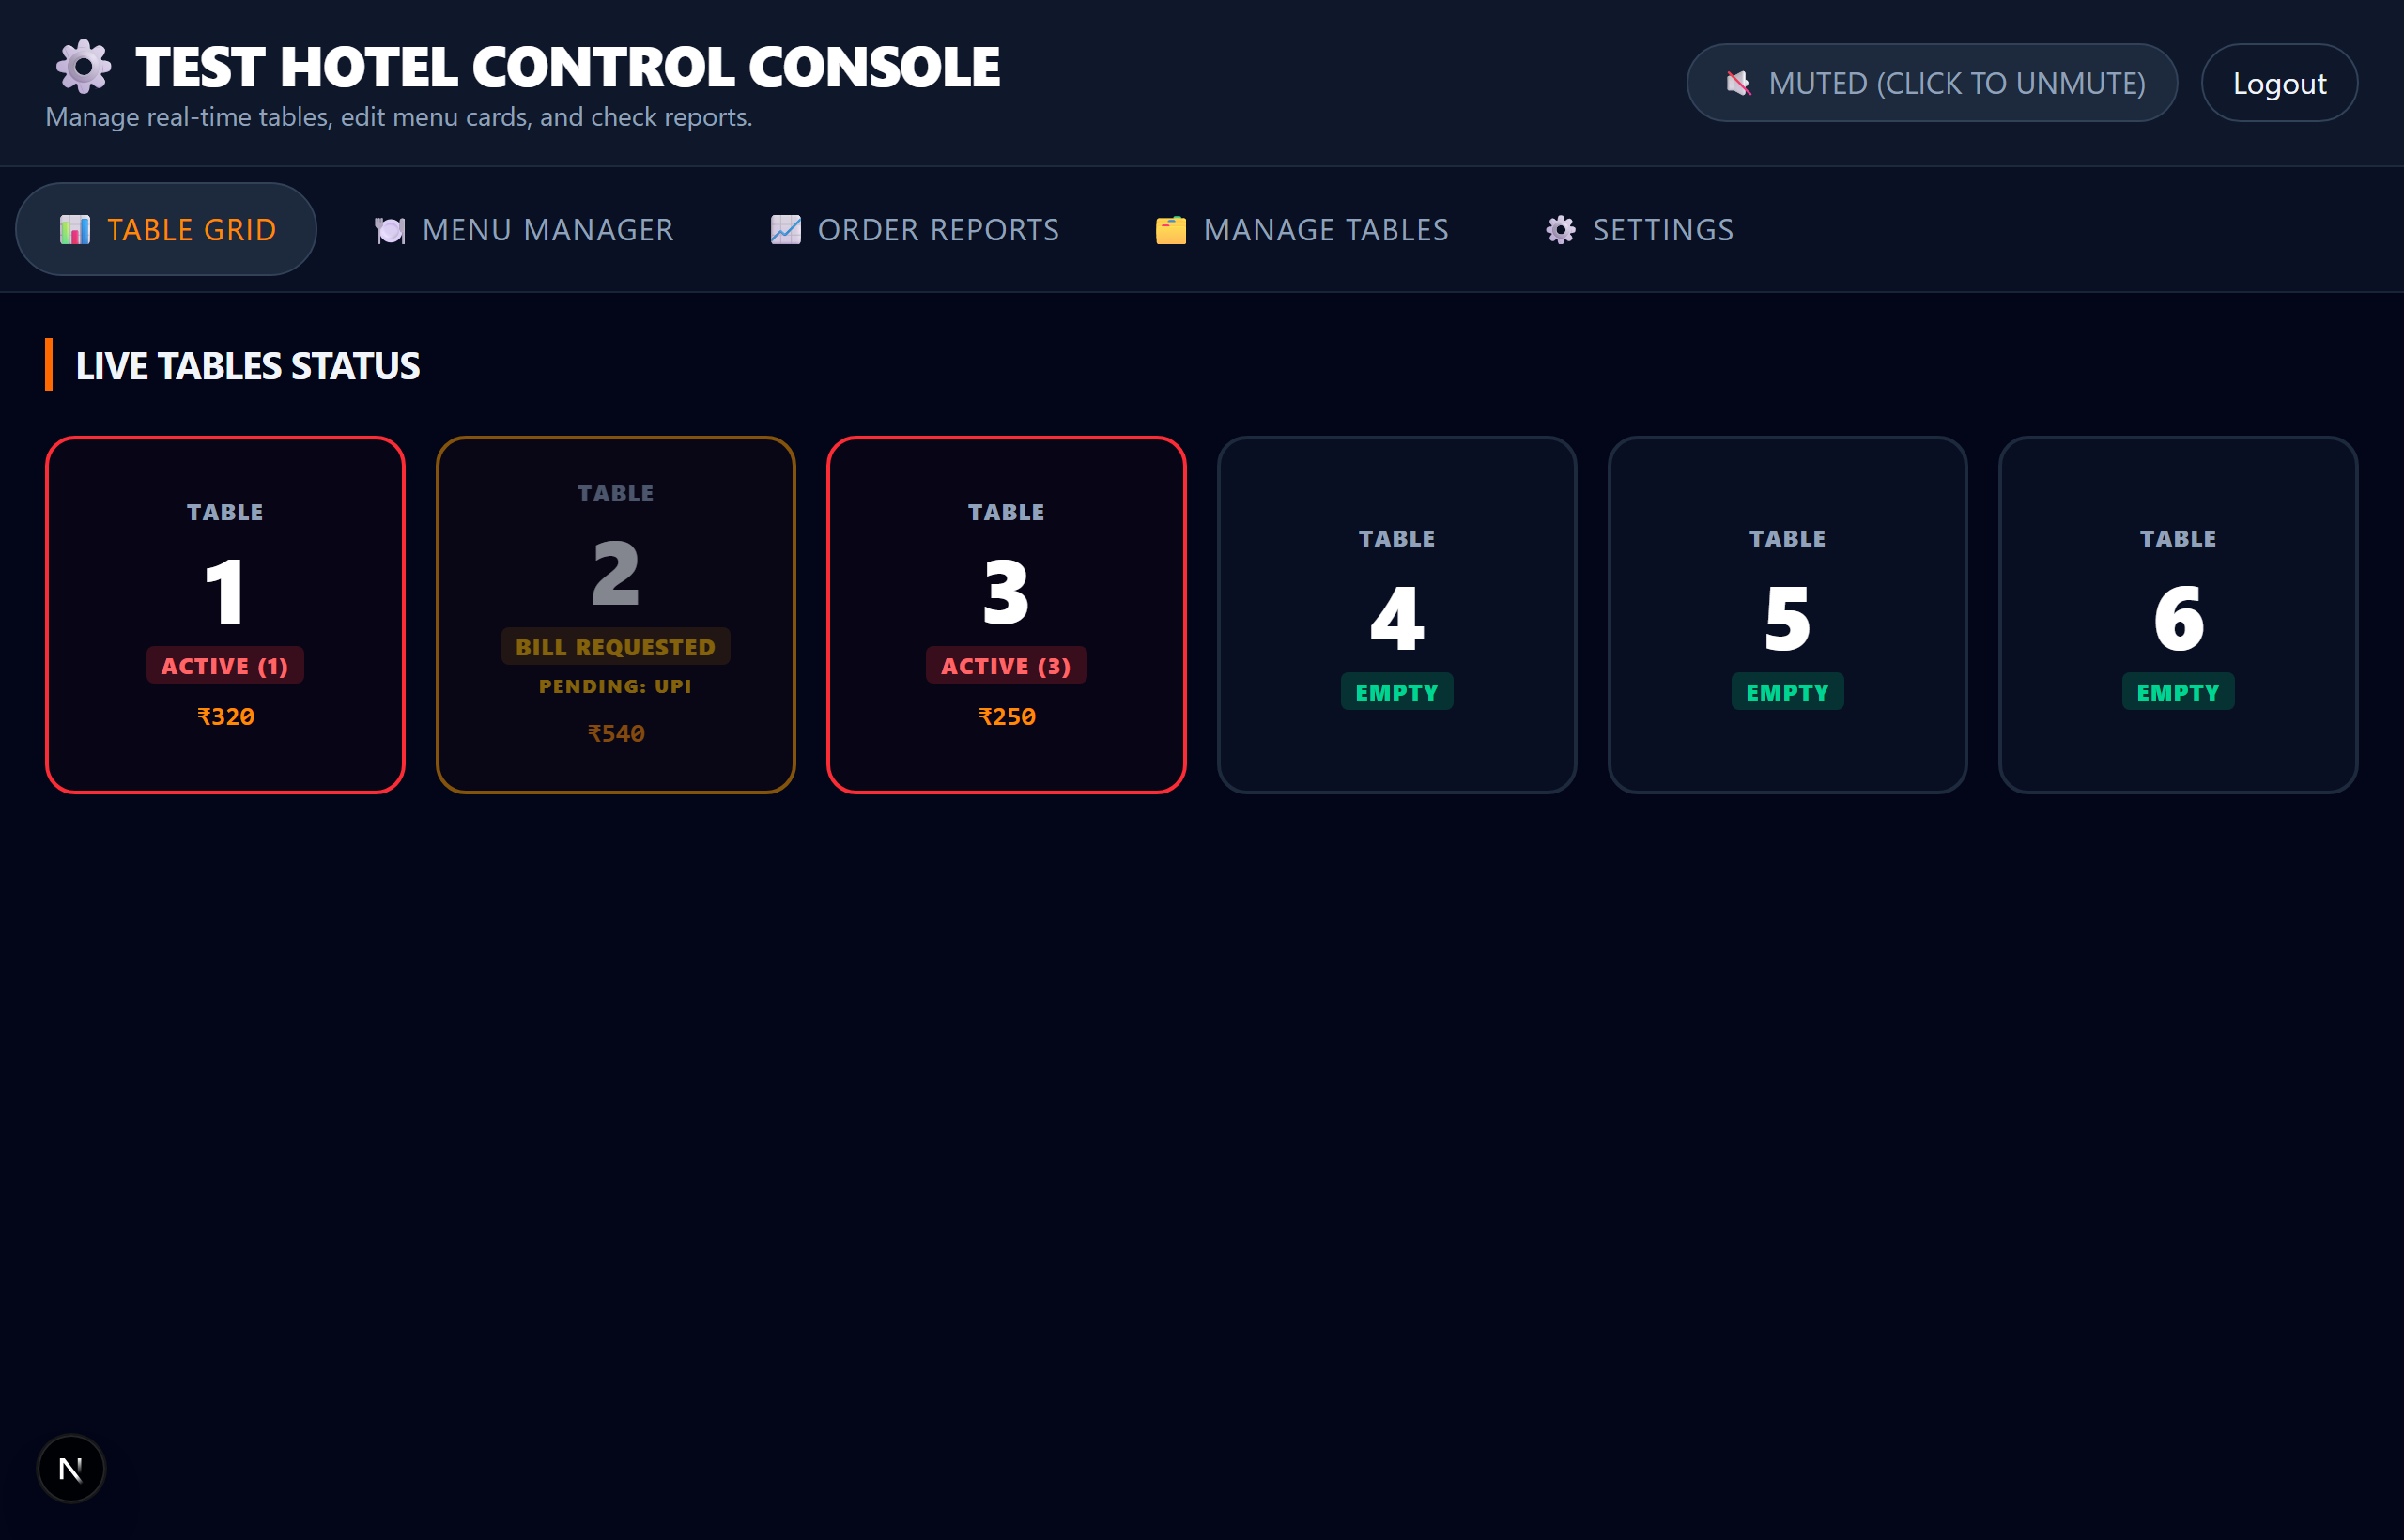 TEST HOTEL CONTROL CONSOLE
Manage real-time tables, edit menu cards, and check reports.
MUTED (CLICK TO UNMUTE)
Logout
TABLE GRID
MENU MANAGER
ORDER REPORTS
MANAGE TABLES
SETTINGS
LIVE TABLES STATUS
TABLE
1
ACTIVE (1)
₹320
TABLE
2
BILL REQUESTED
PENDING: UPI
₹540
TABLE
3
ACTIVE (3)
₹250
TABLE
4
EMPTY
TABLE
5
EMPTY
TABLE
6
EMPTY
N